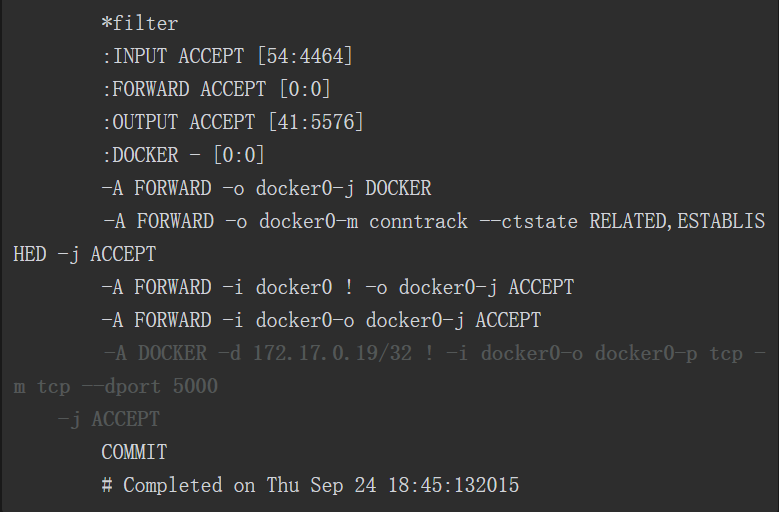 *filter
:INPUT ACCEPT [54:4464]
:FORWARD ACCEPT [0:0]
:OUTPUT ACCEPT [41:5576]
:DOCKER - [0:0]
-A FORWARD -o docker0-j DOCKER
-A FORWARD -o docker0-m conntrack --ctstate RELATED,ESTABLIS
HED -j ACCEPT
-A FORWARD -i docker0 ! -o docker0-j ACCEPT
-A FORWARD -i docker0-o docker0-j ACCEPT
-A DOCKER -d 172.17.0.19/32 ! -i docker0-o docker0-p tcp -
m tcp --dport 5000
-j ACCEPT
COMMIT
# Completed on Thu Sep 24 18:45:132015